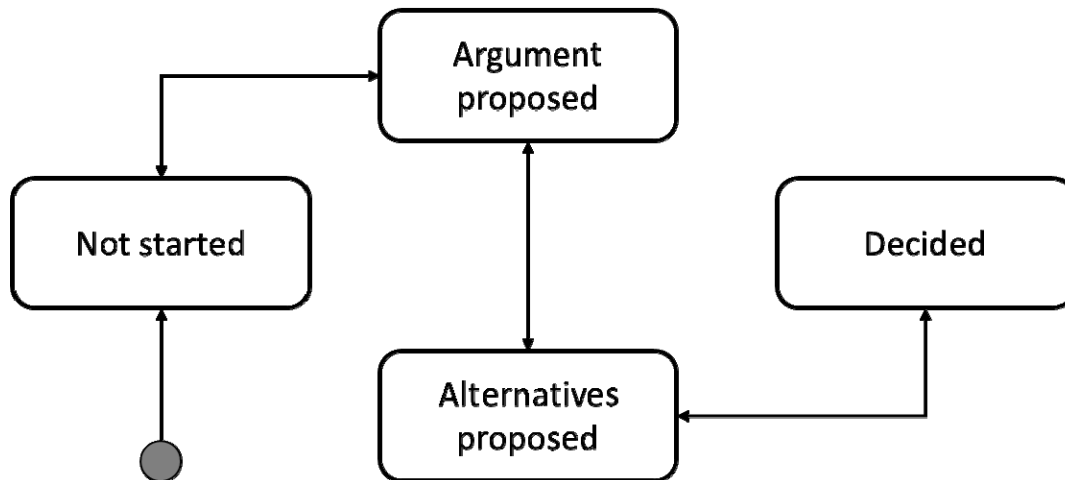 Argument
proposed
Not started
Decided
Alternatives
proposed